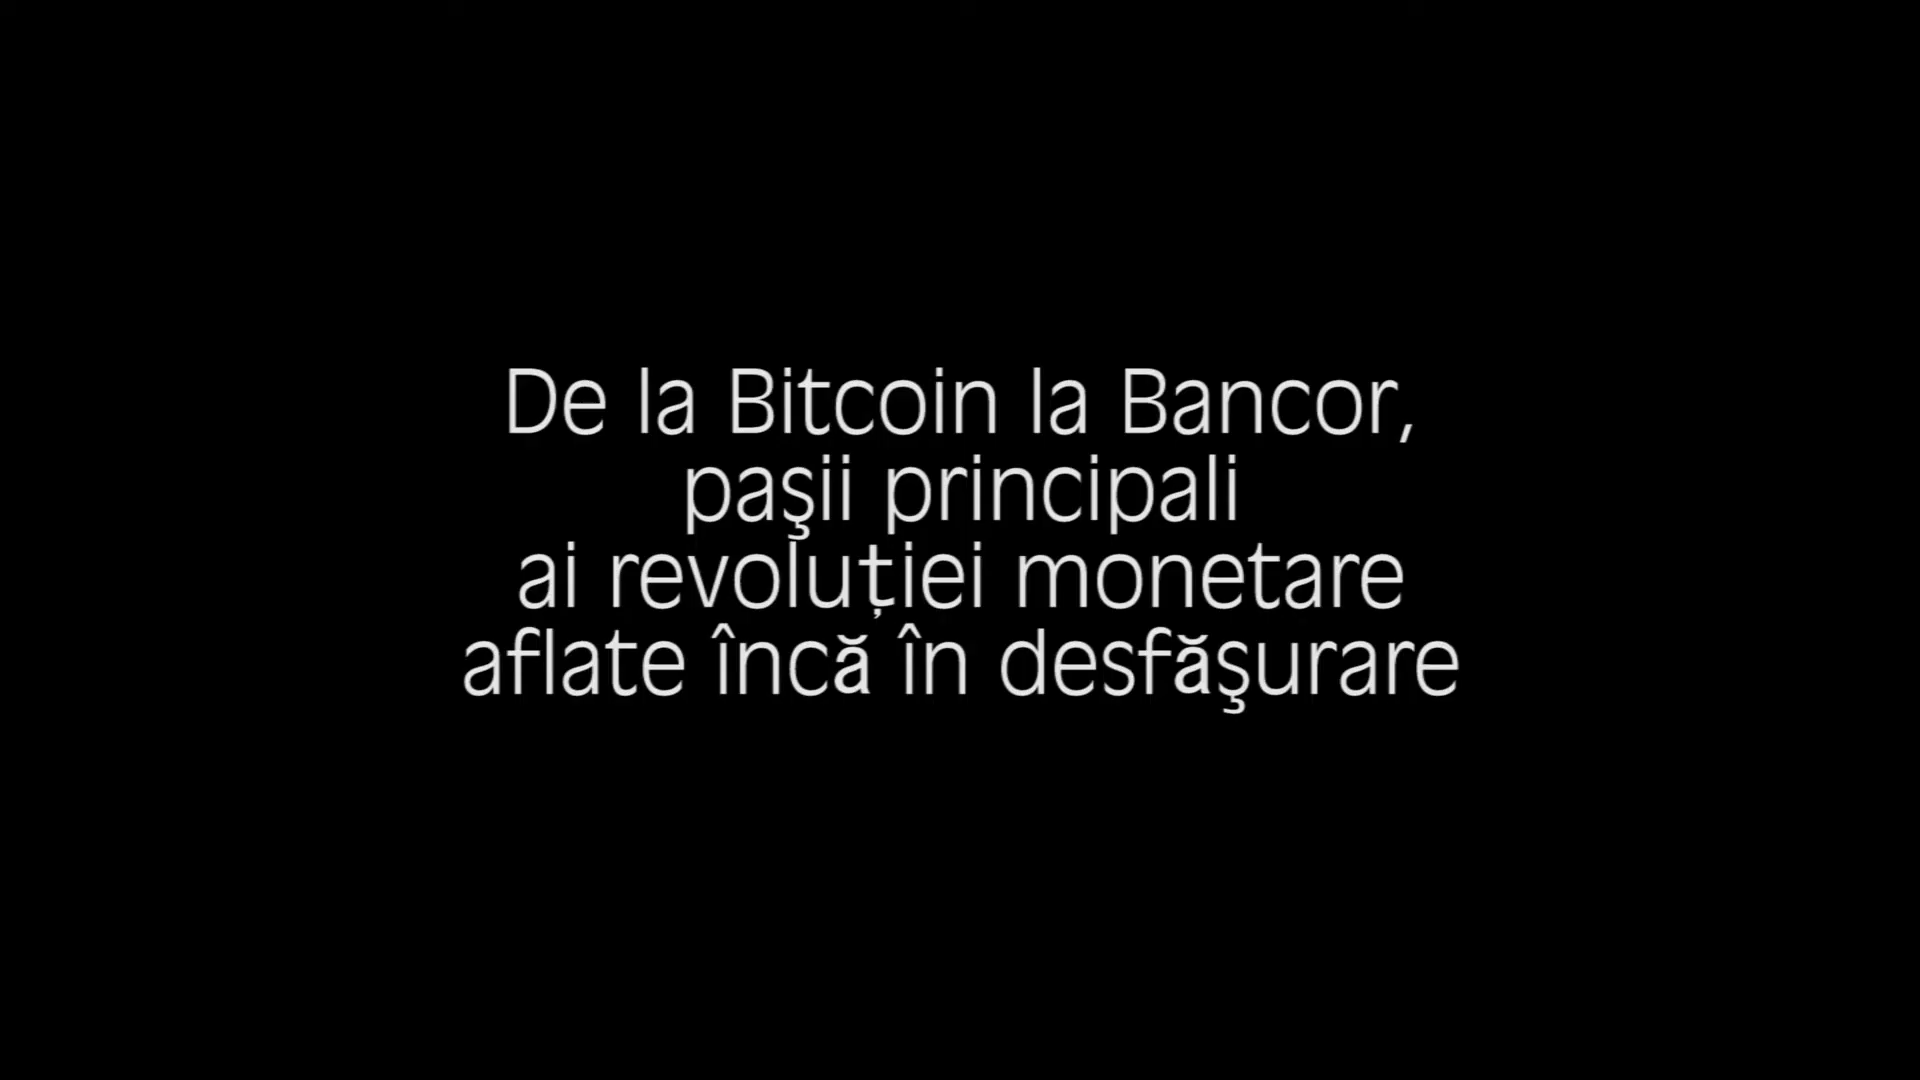 De la Bitcoin la Bancor,
paşii principali
ai revoluției monetare
aflate încă în desfăşurare